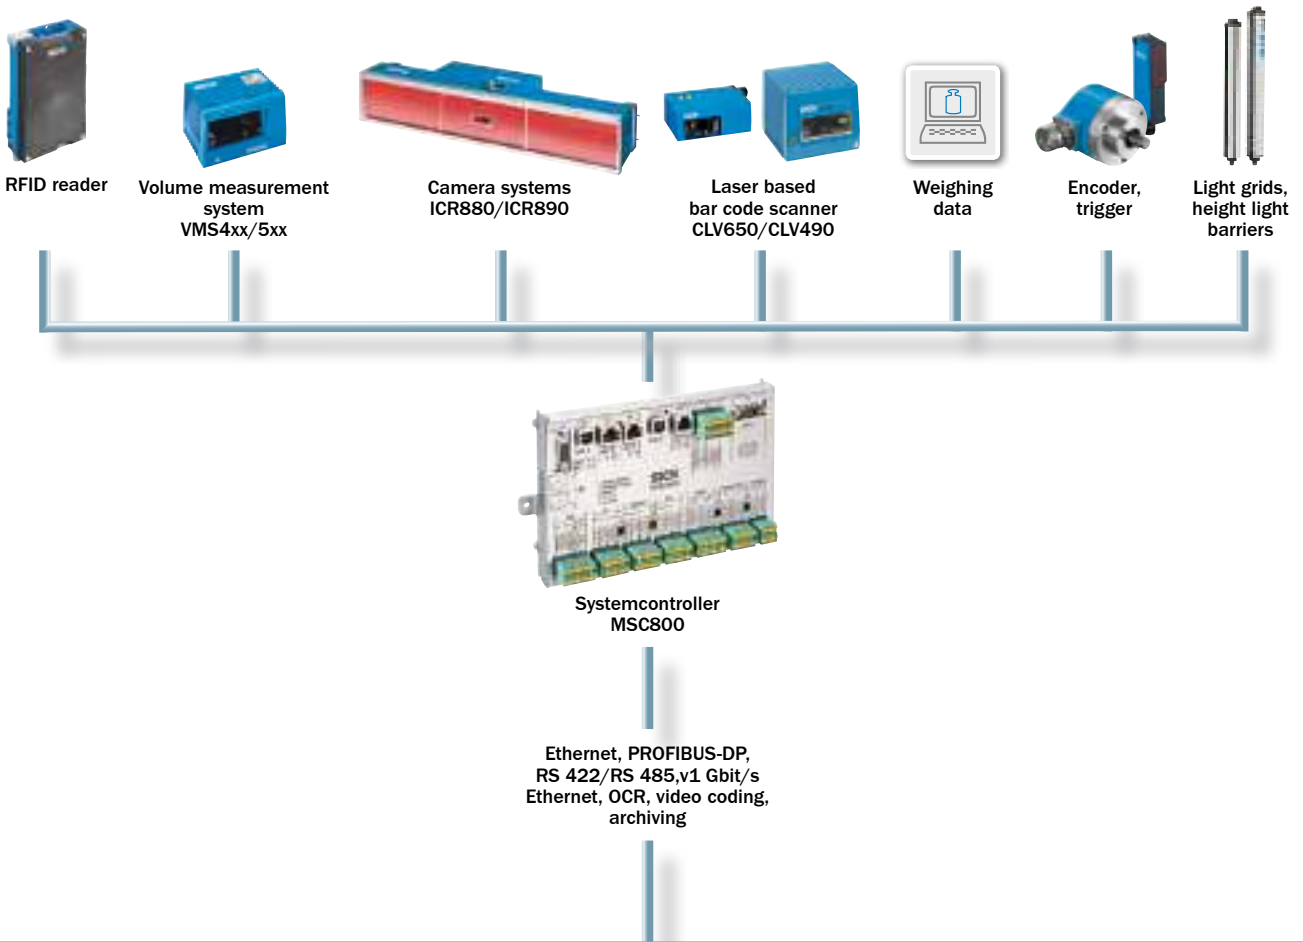 RFID reader
Volume measurement
system
VMS4xx/5xx
Camera systems
ICR880/ICR890
Laser based
bar code scanner
CLV650/CLV490
Weighing
data
Encoder,
trigger
Light grids,
height light
barriers
SICK
Systemcontroller
MSC800
Ethernet, PROFIBUS-DP,
RS 422/RS 485,v1 Gbit/s
Ethernet, OCR, video coding,
archiving